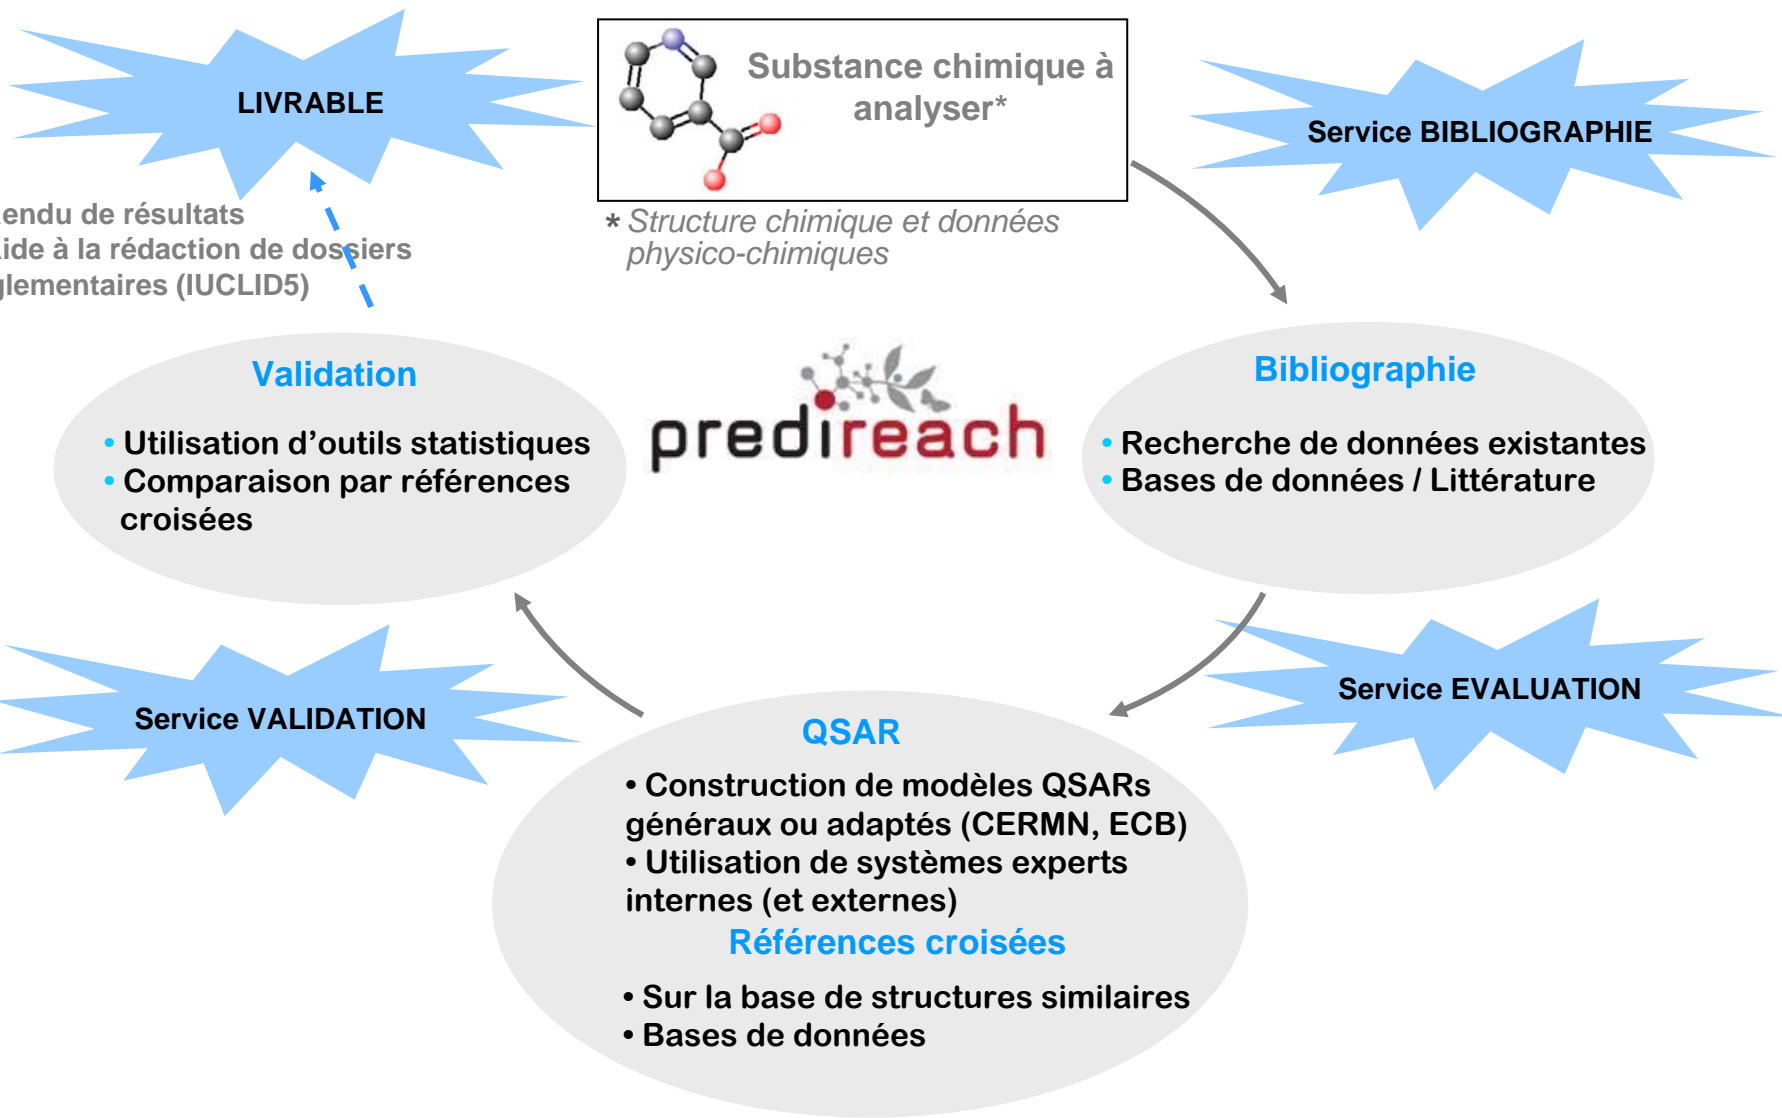 LIVRABLE
Substance chimique à
analyser*
Service BIBLIOGRAPHIE
* Structure chimique et données
physico-chimiques
endu de résultats
ide à la rédaction de dossiers
glementaires (IUCLID5)
Validation
• Utilisation d’outils statistiques
• Comparaison par références
croisées
predireach
Bibliographie
• Recherche de données existantes
• Bases de données / Littérature
Service VALIDATION
Service EVALUATION
QSAR
• Construction de modèles QSARs
généraux ou adaptés (CERMN, ECB)
• Utilisation de systèmes experts
internes (et externes)
Références croisées
• Sur la base de structures similaires
• Bases de données